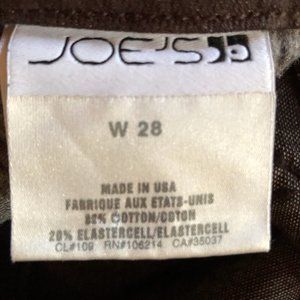 JOE'S
W 28
MADE IN USA
FABRIQUE AUX ETATS-UNIS
80% COTTON/COTON
20% ELASTERCELL/ELASTERCELL
CL#109 RN#106214 CA#35037